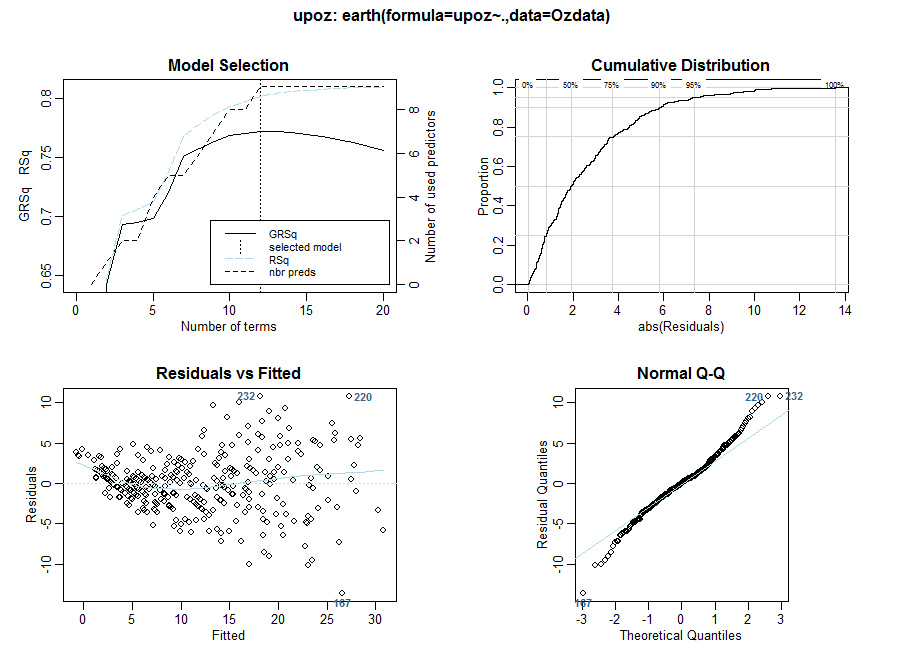 upoz: earth(formula=upoz~.,data=Ozdata)
Model Selection
GRSq RSq
0.65 0.7 0.75 0.8
0 2 4 6 8
Number of used predictors
GRSq
selected model
RSq
nbr preds
0 5 10 15 20
Number of terms
Cumulative Distribution
0% 50% 75% 90% 95% 100%
Proportion
0.0 0.2 0.4 0.6 0.8 1.0
0 2 4 6 8 10 12 14
abs(Residuals)
Residuals vs Fitted
232 220
Residuals
-10 -5 0 5 10
167
0 5 10 15 20 25 30
Fitted
Normal Q-Q
220 232
Residual Quantiles
-10 -5 0 5 10
167
-3 -2 -1 0 1 2 3
Theoretical Quantiles